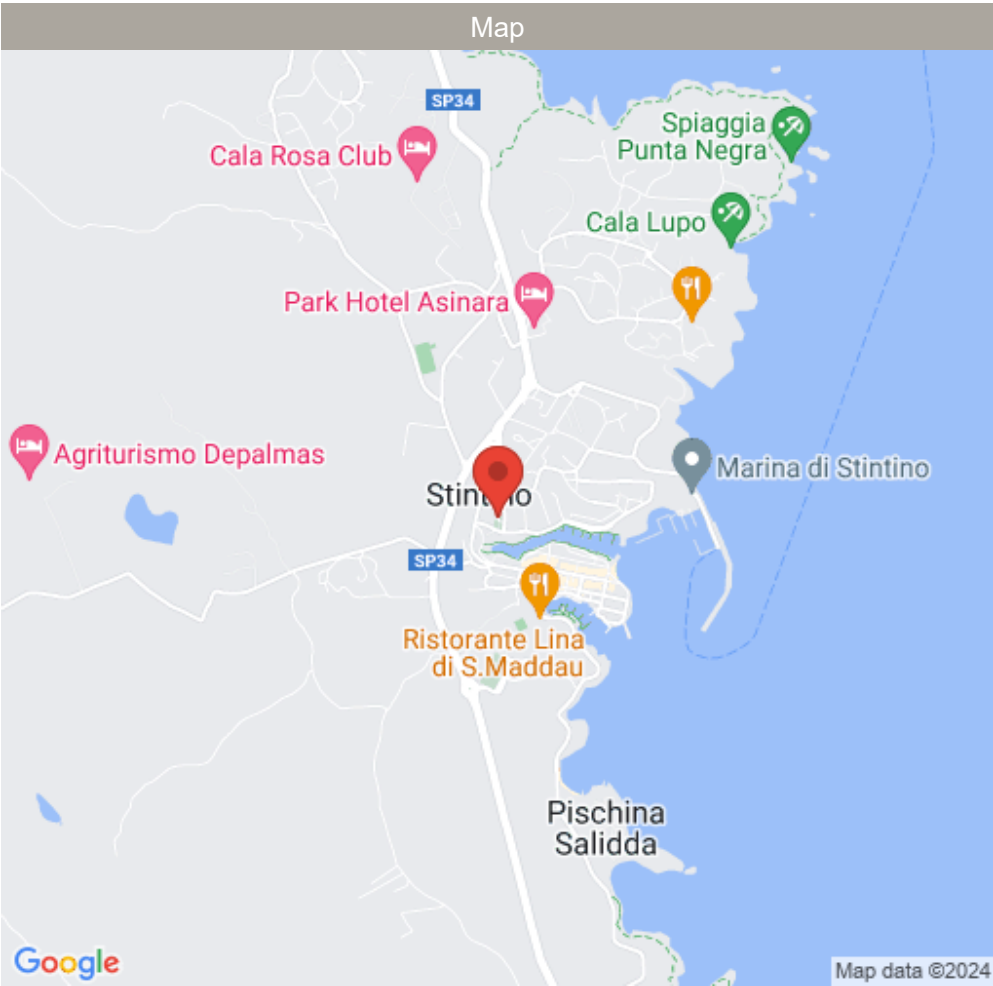 Map
SP34
Spiaggia
Punta Negra
Cala Rosa Club
Cala Lupo
Park Hotel Asinara
Agriturismo Depalmas
Marina di Stintino
Stintino
SP34
Ristorante Lina
di S.Maddau
Pischina
Salidda
Google
Map data ©2024